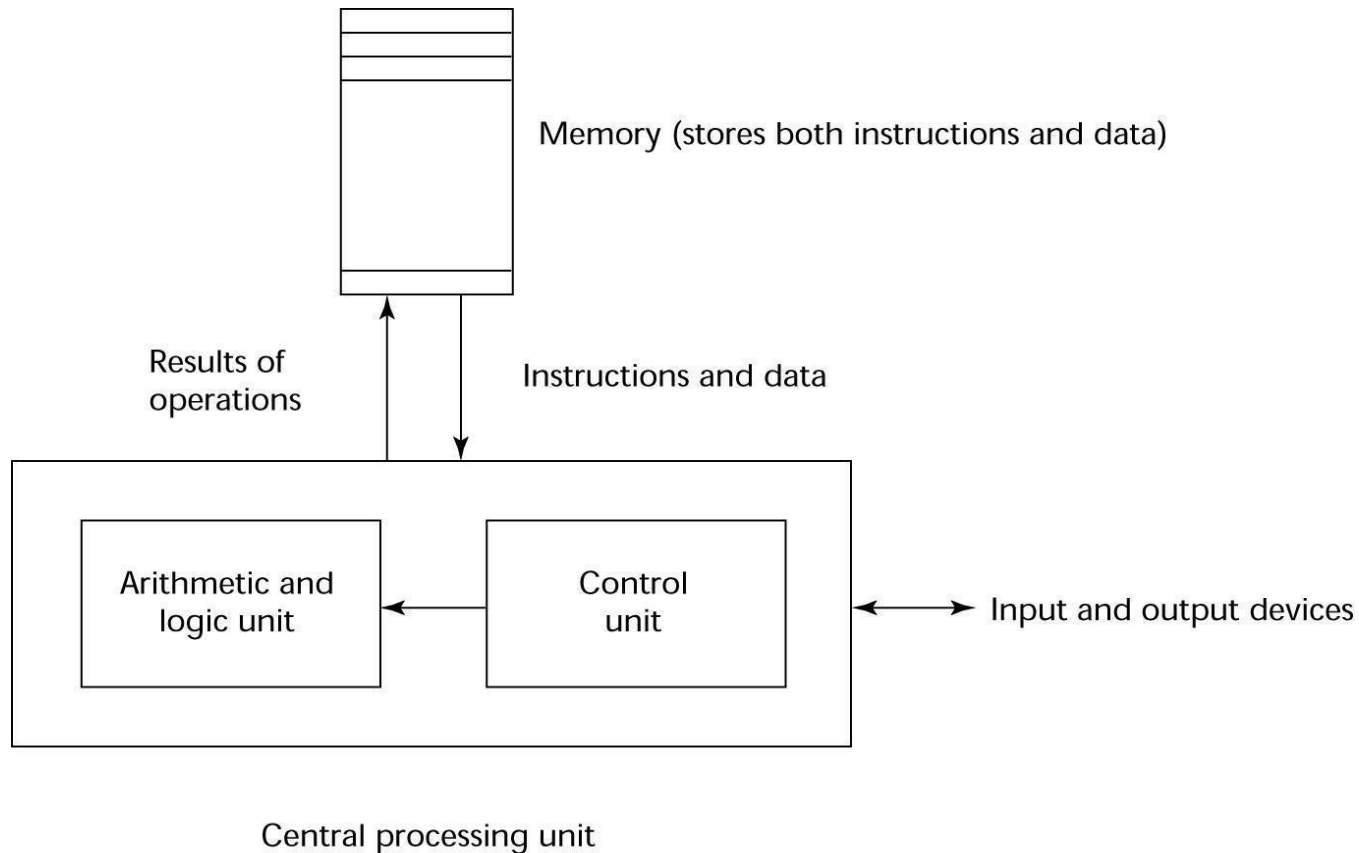 Memory (stores both instructions and data)
Results of
operations
Instructions and data
Arithmetic and
logic unit
Control
unit
Input and output devices
Central processing unit